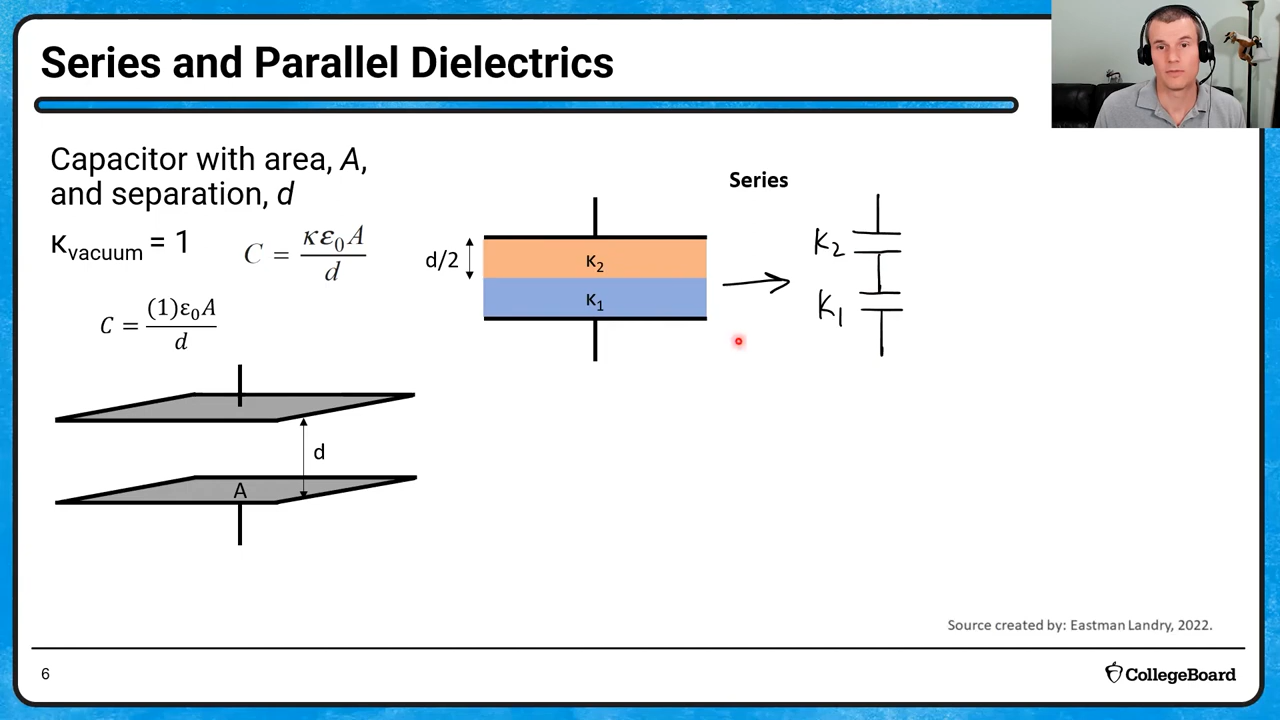 Series and Parallel Dielectrics
Capacitor with area, A,
and separation, d
κvacuum = 1
C = κε₀A / d
C = (1)ε₀A / d
d
A
d/2
κ₂
κ₁
Series
K₂
K₁
Source created by: Eastman Landry, 2022.
6
CollegeBoard